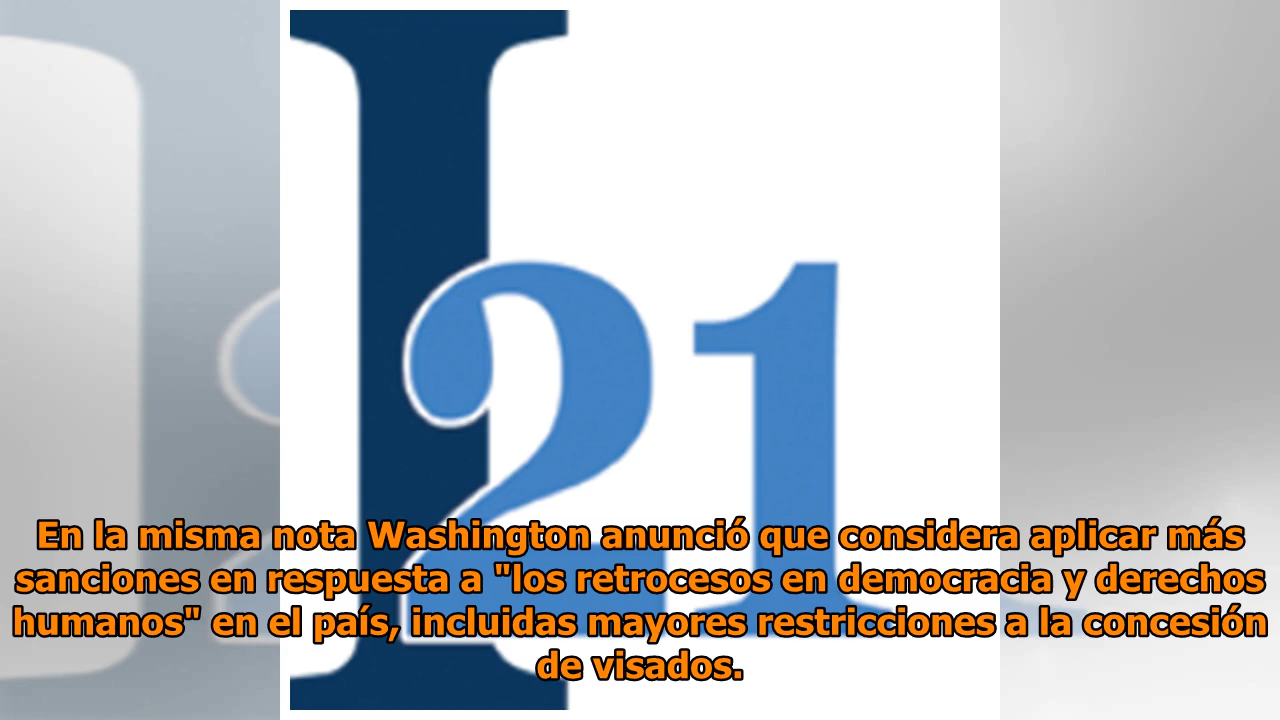 I
21
En la misma nota Washington anunció que considera aplicar más
sanciones en respuesta a "los retrocesos en democracia y derechos
humanos" en el país, incluidas mayores restricciones a la concesión
de visados.